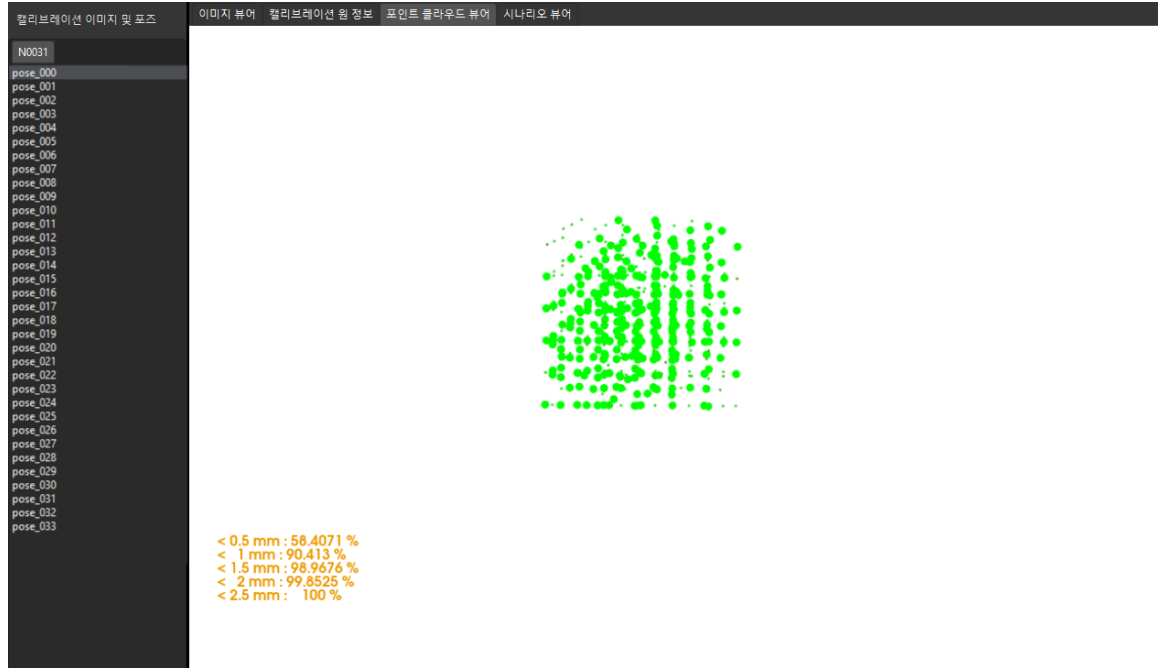 캘리브레이션 이미지 및 포즈
이미지 뷰어 캘리브레이션 원 정보 포인트 클라우드 뷰어 시나리오 뷰어
N0031
pose_000
pose_001
pose_002
pose_003
pose_004
pose_005
pose_006
pose_007
pose_008
pose_009
pose_010
pose_011
pose_012
pose_013
pose_014
pose_015
pose_016
pose_017
pose_018
pose_019
pose_020
pose_021
pose_022
pose_023
pose_024
pose_025
pose_026
pose_027
pose_028
pose_029
pose_030
pose_031
pose_032
pose_033
< 0.5 mm : 58.4071 %
< 1 mm : 90.413 %
< 1.5 mm : 98.9676 %
< 2 mm : 99.8525 %
< 2.5 mm : 100 %